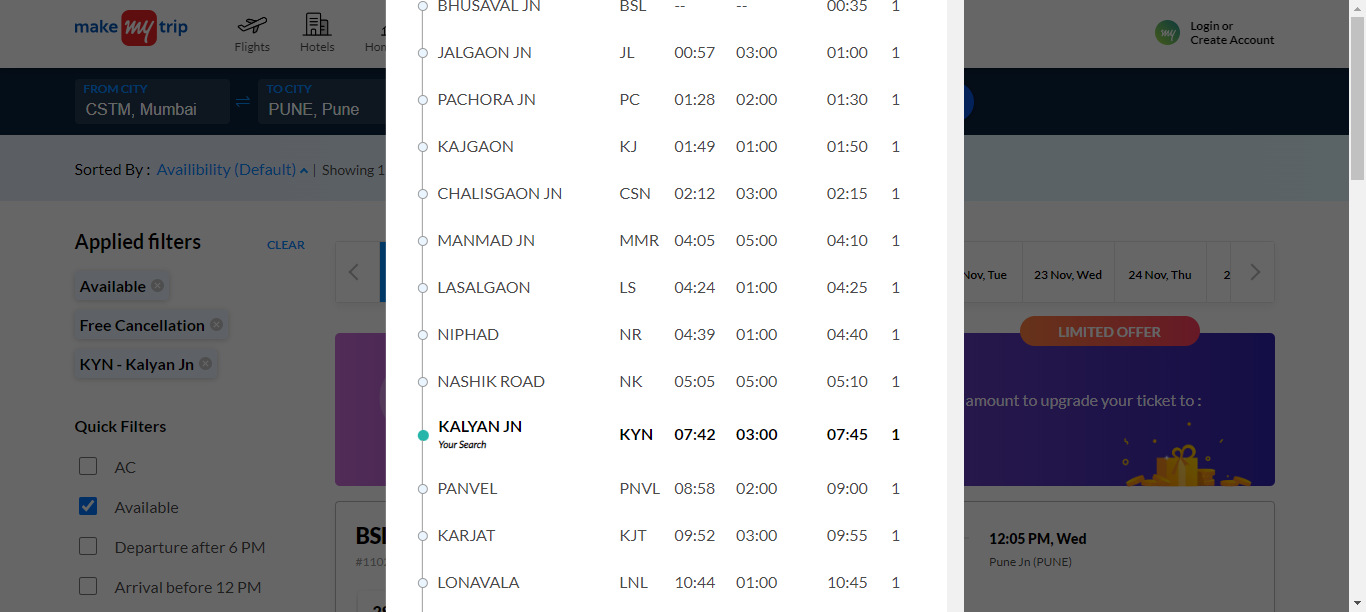 make my trip
Flights
Hotels
Login or
Create Account
FROM CITY
CSTM, Mumbai
TO CITY
PUNE, Pune
Sorted By : Availibility (Default) | Showing 1
Applied filters
CLEAR
Available
Free Cancellation
KYN - Kalyan Jn
Quick Filters
AC
Available
Departure after 6 PM
Arrival before 12 PM
BHUSAVAL JN BSL -- -- 00:35 1
JALGAON JN JL 00:57 03:00 01:00 1
PACHORA JN PC 01:28 02:00 01:30 1
KAJGAON KJ 01:49 01:00 01:50 1
CHALISGAON JN CSN 02:12 03:00 02:15 1
MANMAD JN MMR 04:05 05:00 04:10 1
LASALGAON LS 04:24 01:00 04:25 1
NIPHAD NR 04:39 01:00 04:40 1
NASHIK ROAD NK 05:05 05:00 05:10 1
KALYAN JN KYN 07:42 03:00 07:45 1
Your Search
PANVEL PNVL 08:58 02:00 09:00 1
KARJAT KJT 09:52 03:00 09:55 1
LONAVALA LNL 10:44 01:00 10:45 1
Nov, Tue
23 Nov, Wed
24 Nov, Thu
2
LIMITED OFFER
amount to upgrade your ticket to :
12:05 PM, Wed
Pune Jn (PUNE)